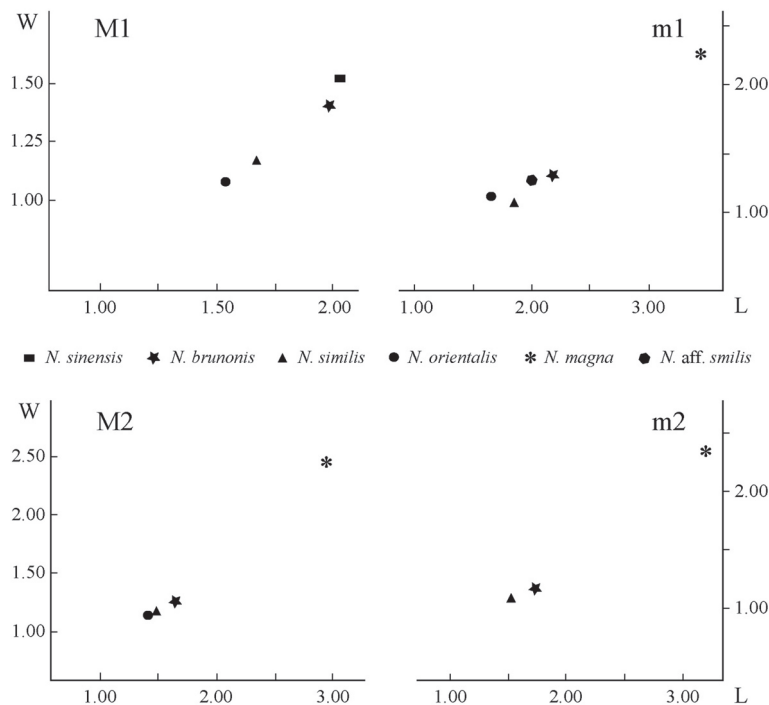 W M1 m1
1.50 2.00
1.25
1.00 1.00
1.00 1.50 2.00 1.00 2.00 3.00 L
N. sinensis N. brunonis N. similis N. orientalis N. magna N. aff. smilis
W M2 m2
2.50
2.00 2.00
1.50
1.00 1.00
1.00 2.00 3.00 1.00 2.00 3.00 L